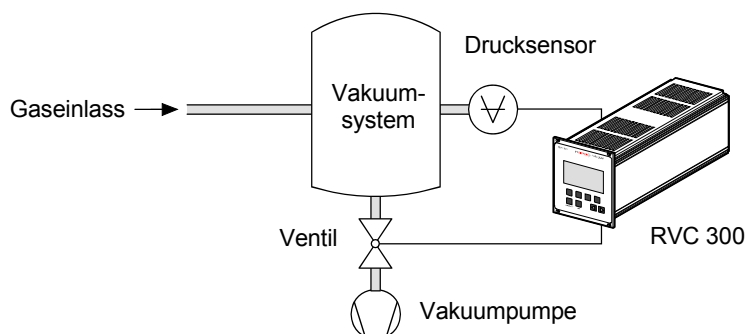 Drucksensor
Gaseinlass
Vakuum-
system
Ventil
RVC 300
Vakuumpumpe